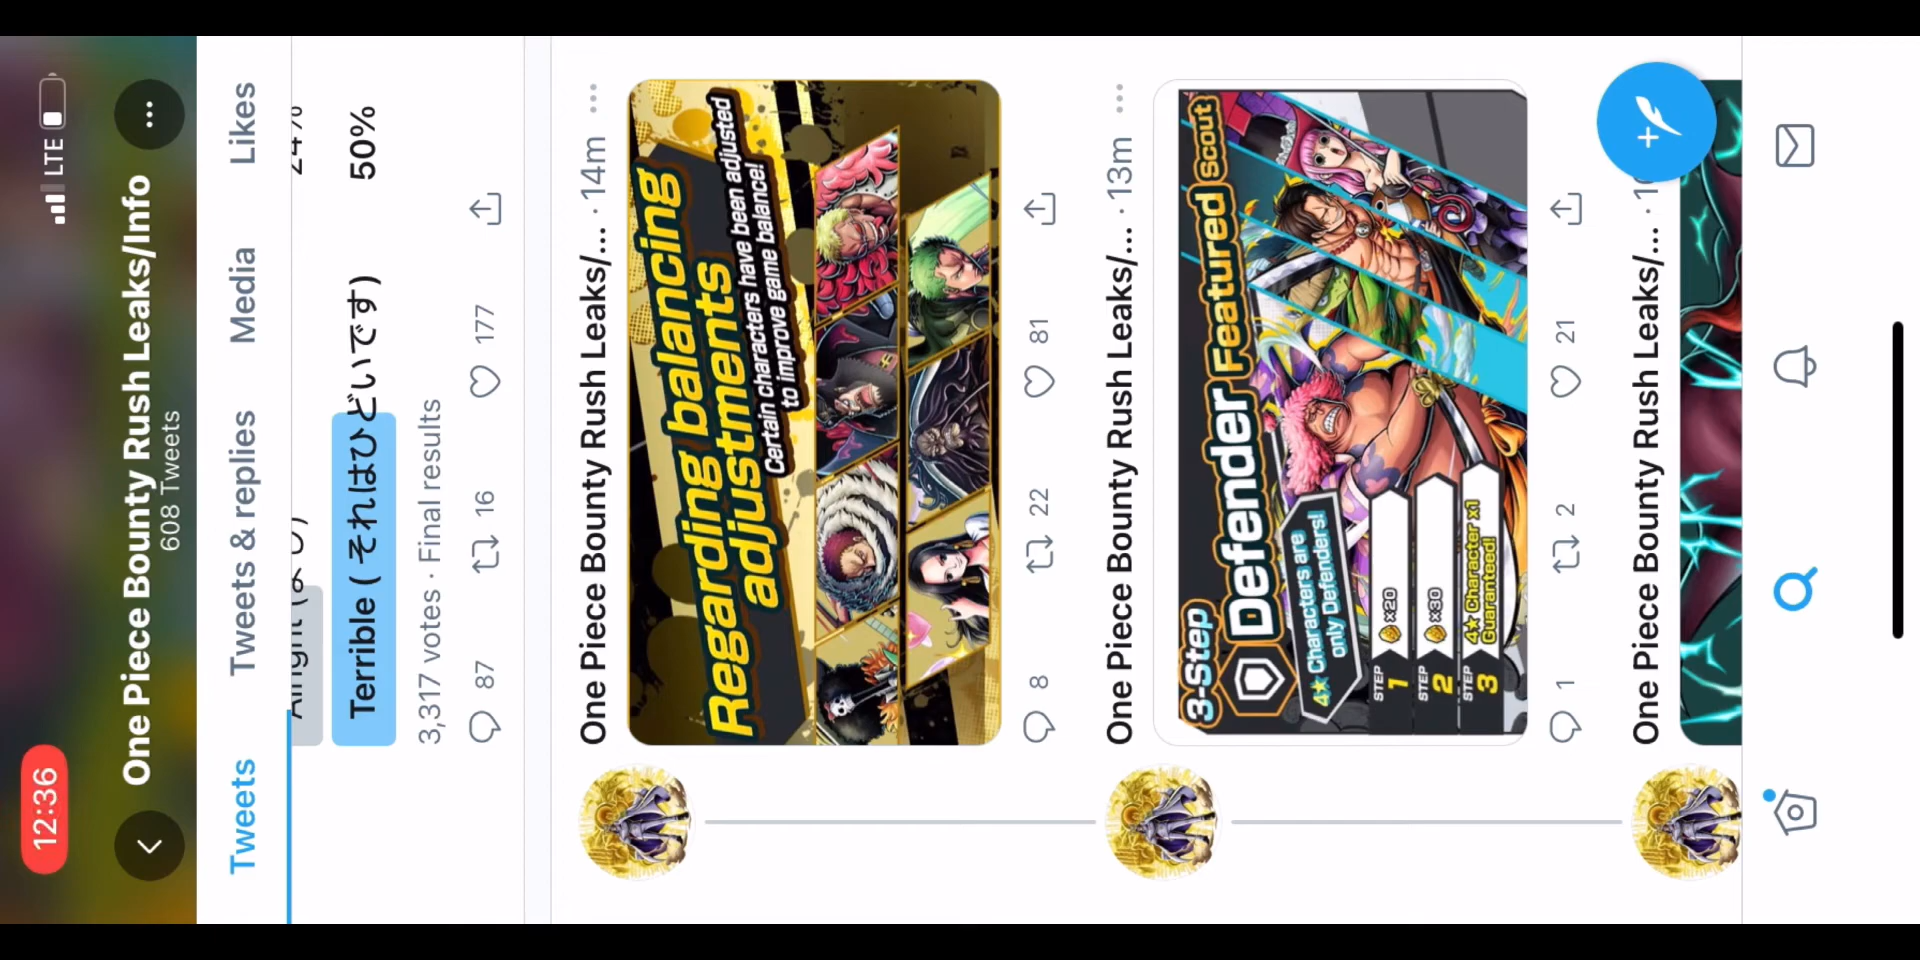 12:36
LTE
One Piece Bounty Rush Leaks/Info
608 Tweets
Tweets
Tweets & replies
Media
Likes
24%
Terrible ( それはひどいです) 50%
3,317 votes · Final results
87 16 177
One Piece Bounty Rush Leaks/... · 14m
Regarding balancing
adjustments
Certain characters have been adjusted
to improve game balance!
8 22 81
One Piece Bounty Rush Leaks/... · 13m
3-Step
Defender Featured Scout
4★ Characters are
only Defenders!
STEP 1 x20
STEP 2 x30
STEP 3 4★ Character x1
Guaranteed!
1 2 21
One Piece Bounty Rush Leaks/...